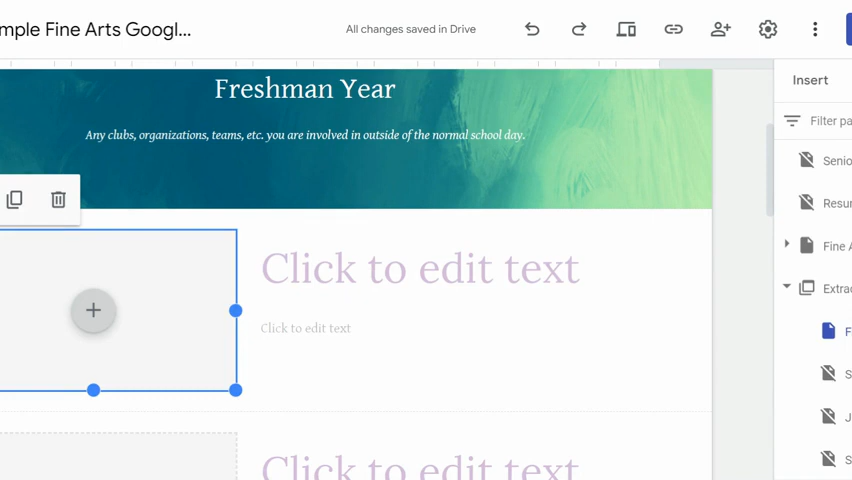 mple Fine Arts Googl...
All changes saved in Drive
Insert
Filter pa
Freshman Year
Any clubs, organizations, teams, etc. you are involved in outside of the normal school day.
Senio
Resur
Fine A
Extrac
F
S
J
S
Click to edit text
Click to edit text
Click to edit text